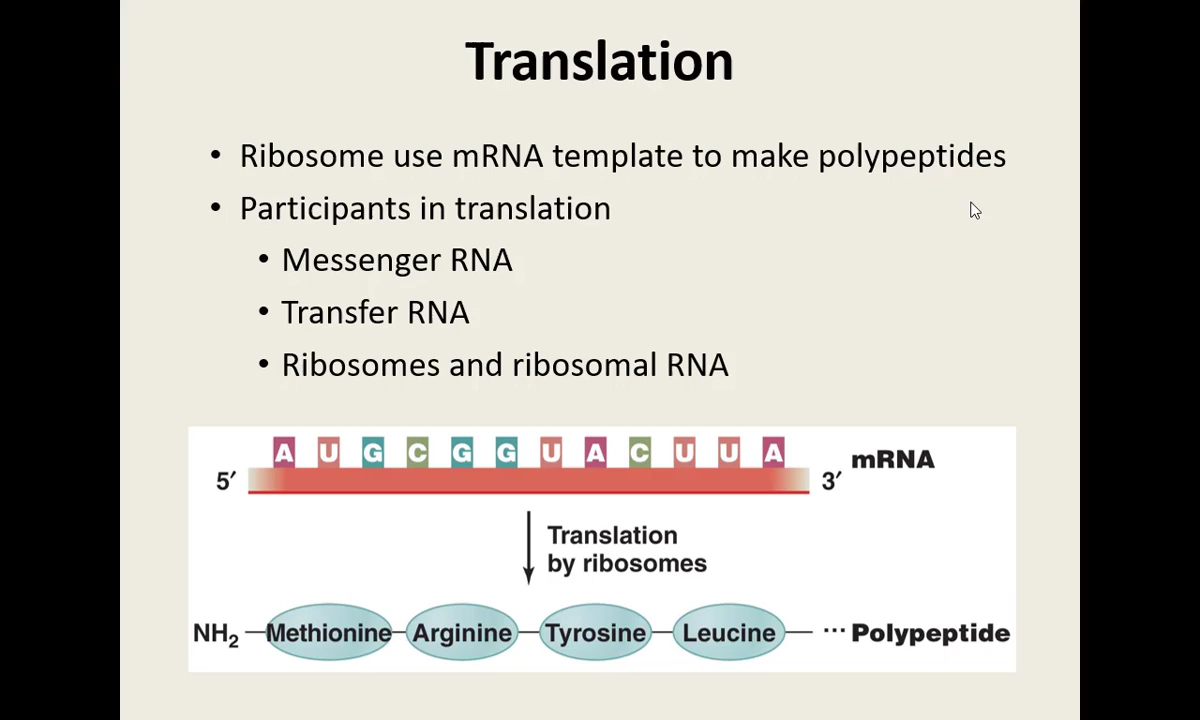 Translation
• Ribosome use mRNA template to make polypeptides
• Participants in translation
• Messenger RNA
• Transfer RNA
• Ribosomes and ribosomal RNA
A U G C G G U A C U U A
5′ 3′ mRNA
Translation
by ribosomes
NH₂ Methionine Arginine Tyrosine Leucine ··· Polypeptide